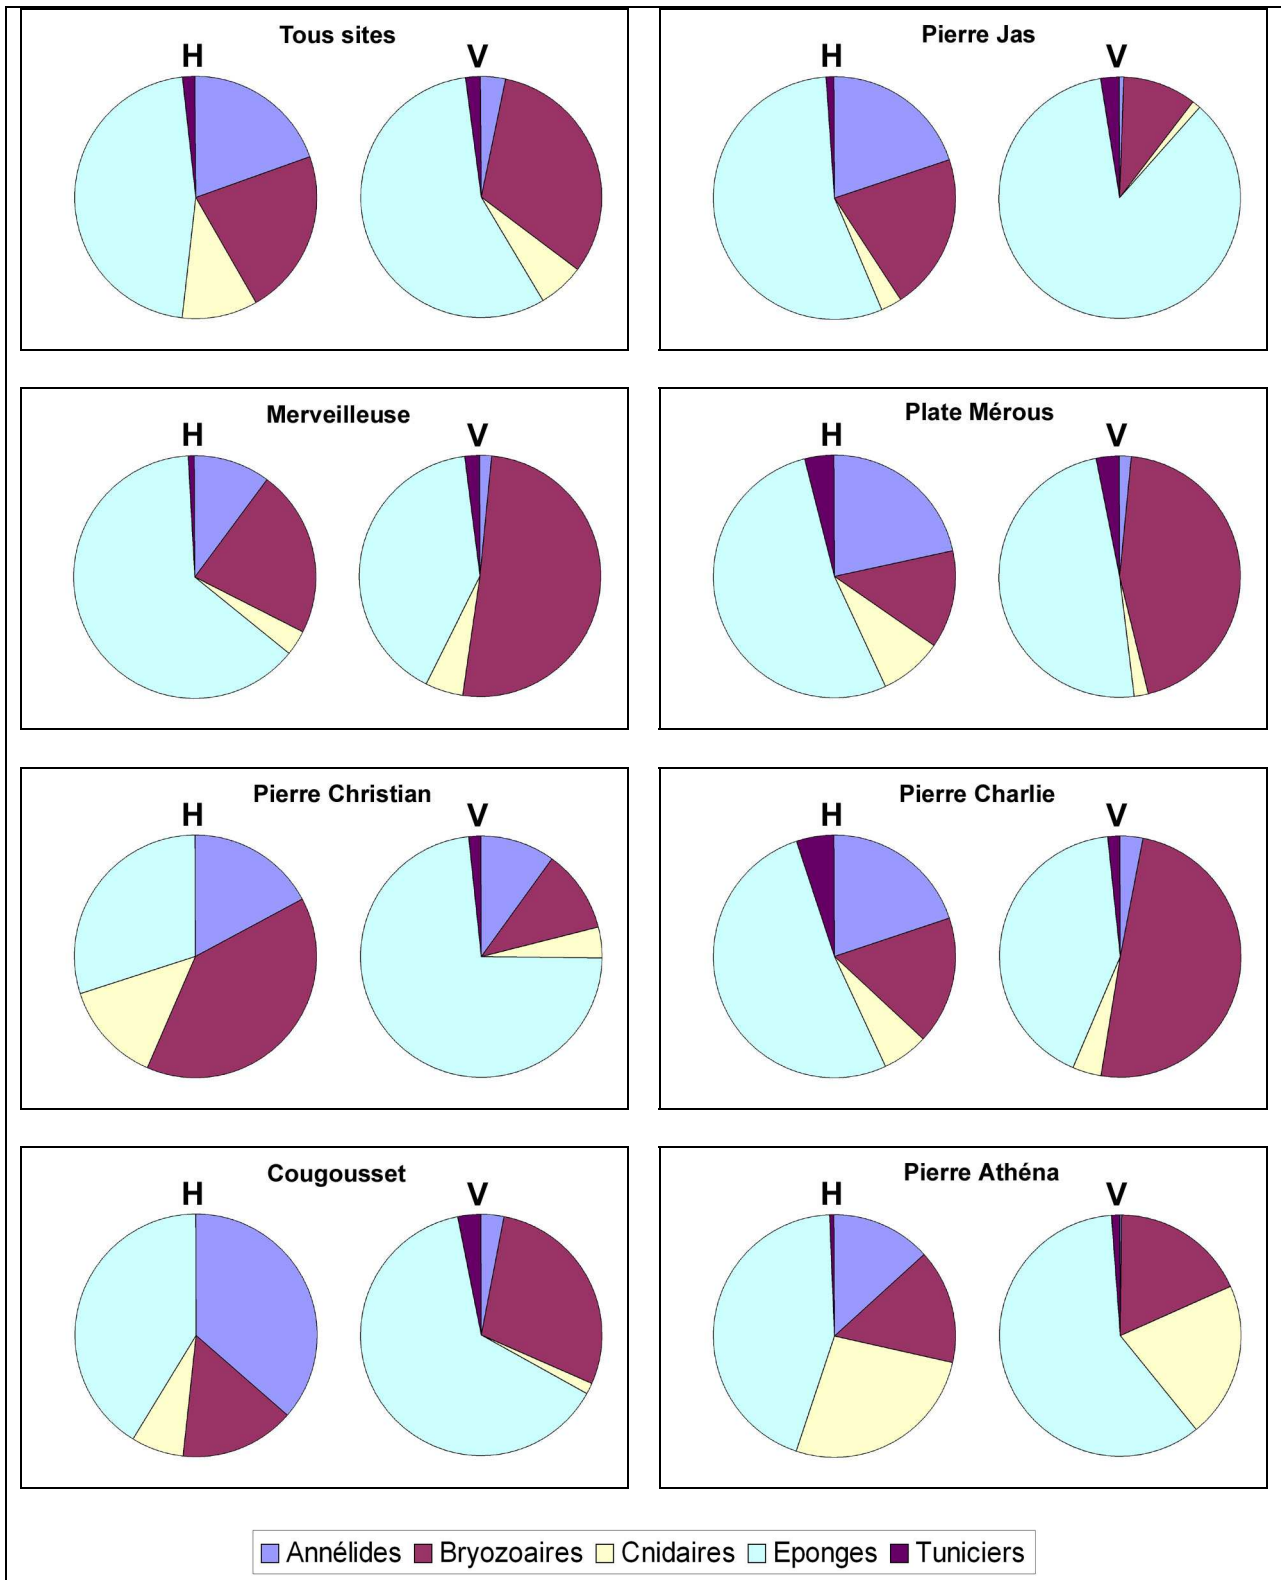 Tous sites
H V
Pierre Jas
H V
Merveilleuse
H V
Plate Mérous
H V
Pierre Christian
H V
Pierre Charlie
H V
Cougousset
H V
Pierre Athéna
H V
Annélides Bryozoaires Cnidaires Eponges Tuniciers